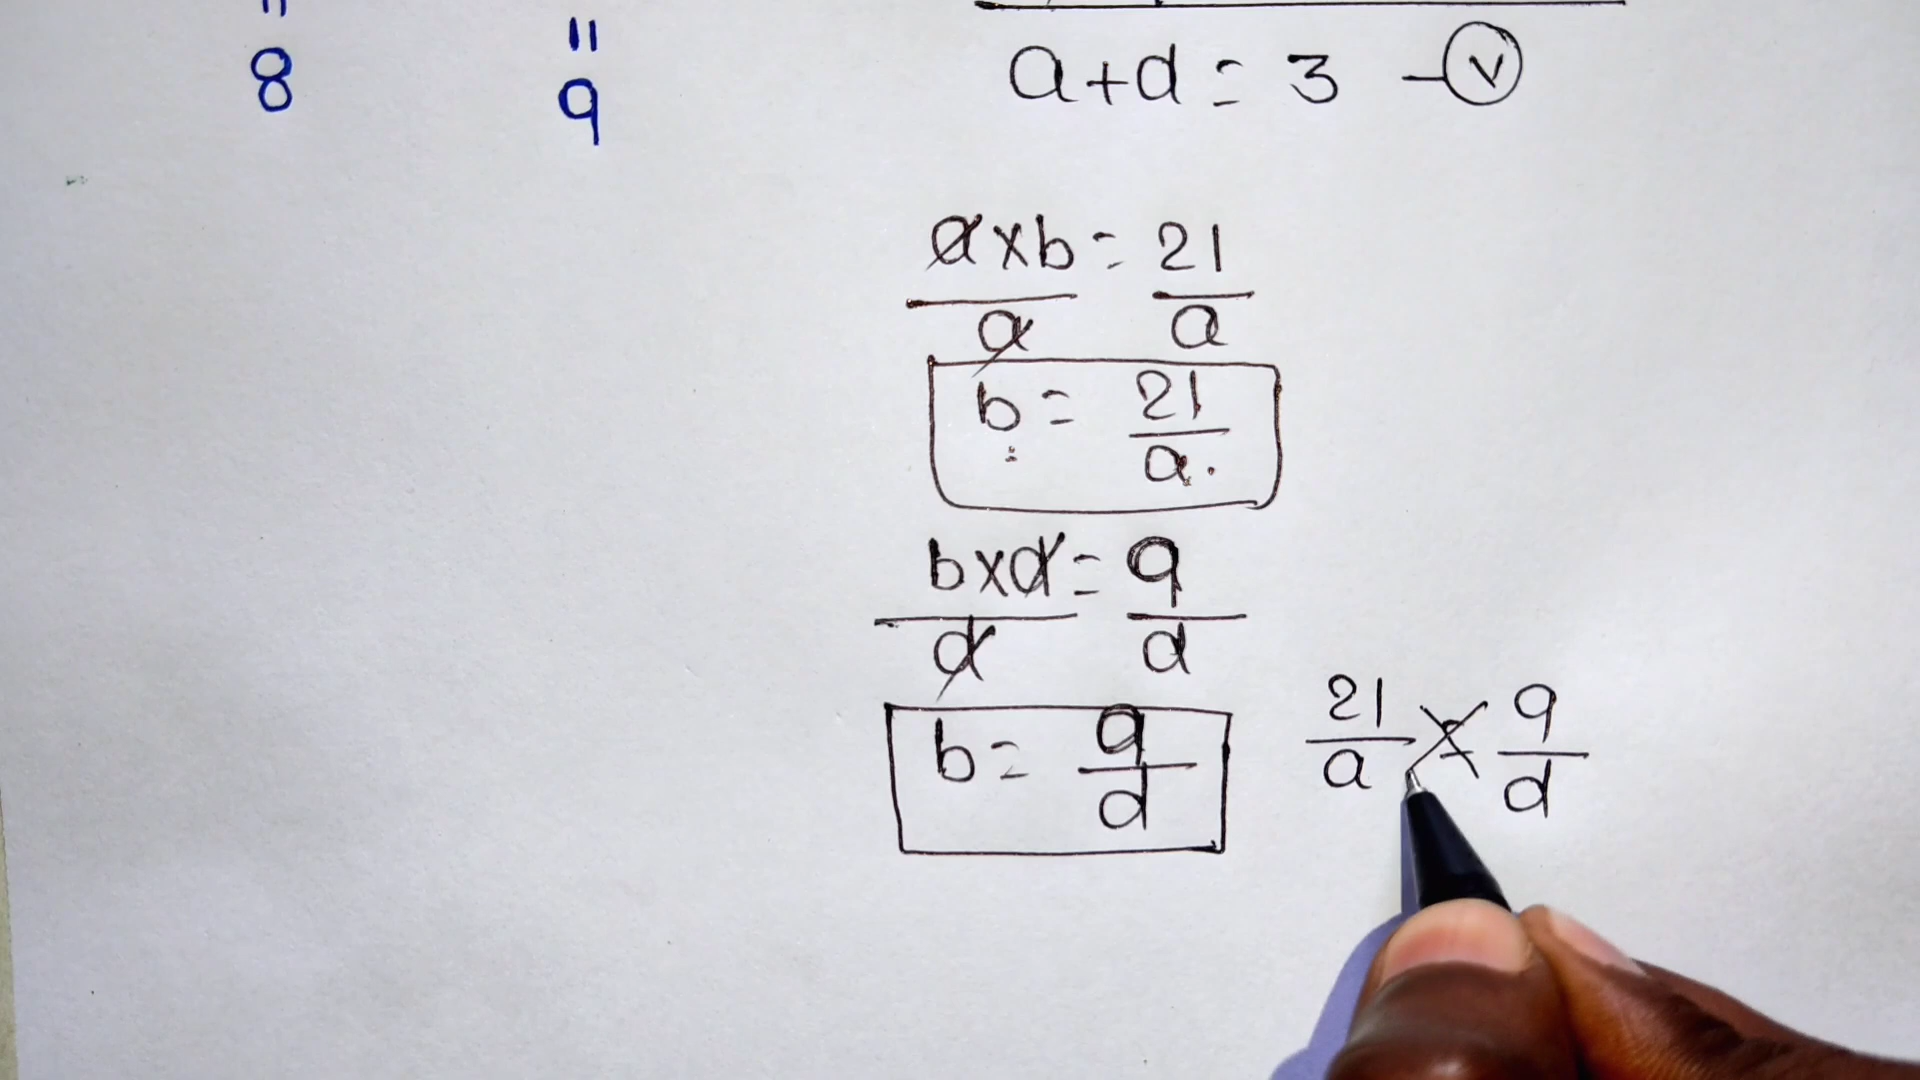 "
8
"
9
a+d = 3 - V
a×b = 21
a a
b = 21
a.
b×d = 9
d d
b = 9
d
21 = 9
a d